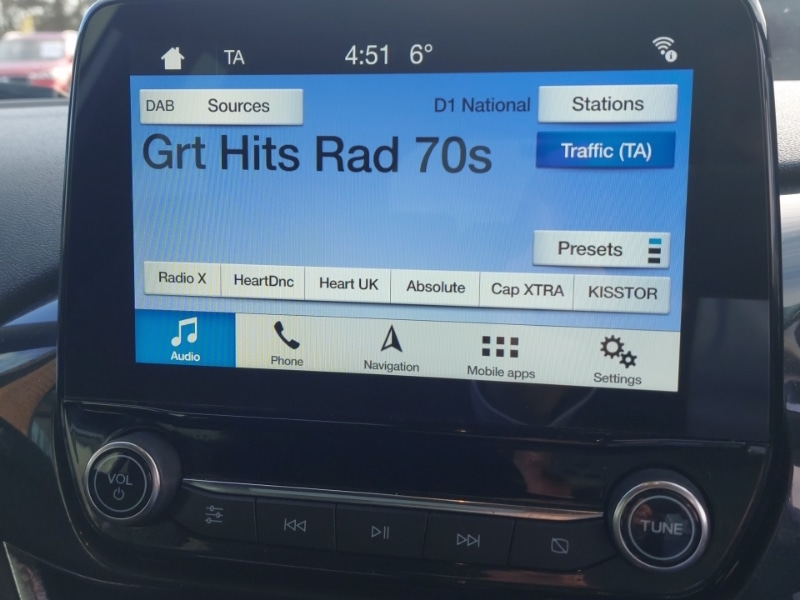 TA 4:51 6°
DAB Sources D1 National Stations
Grt Hits Rad 70s Traffic (TA)
Presets
Radio X HeartDnc Heart UK Absolute Cap XTRA KISSTOR
Audio Phone Navigation Mobile apps Settings
VOL TUNE